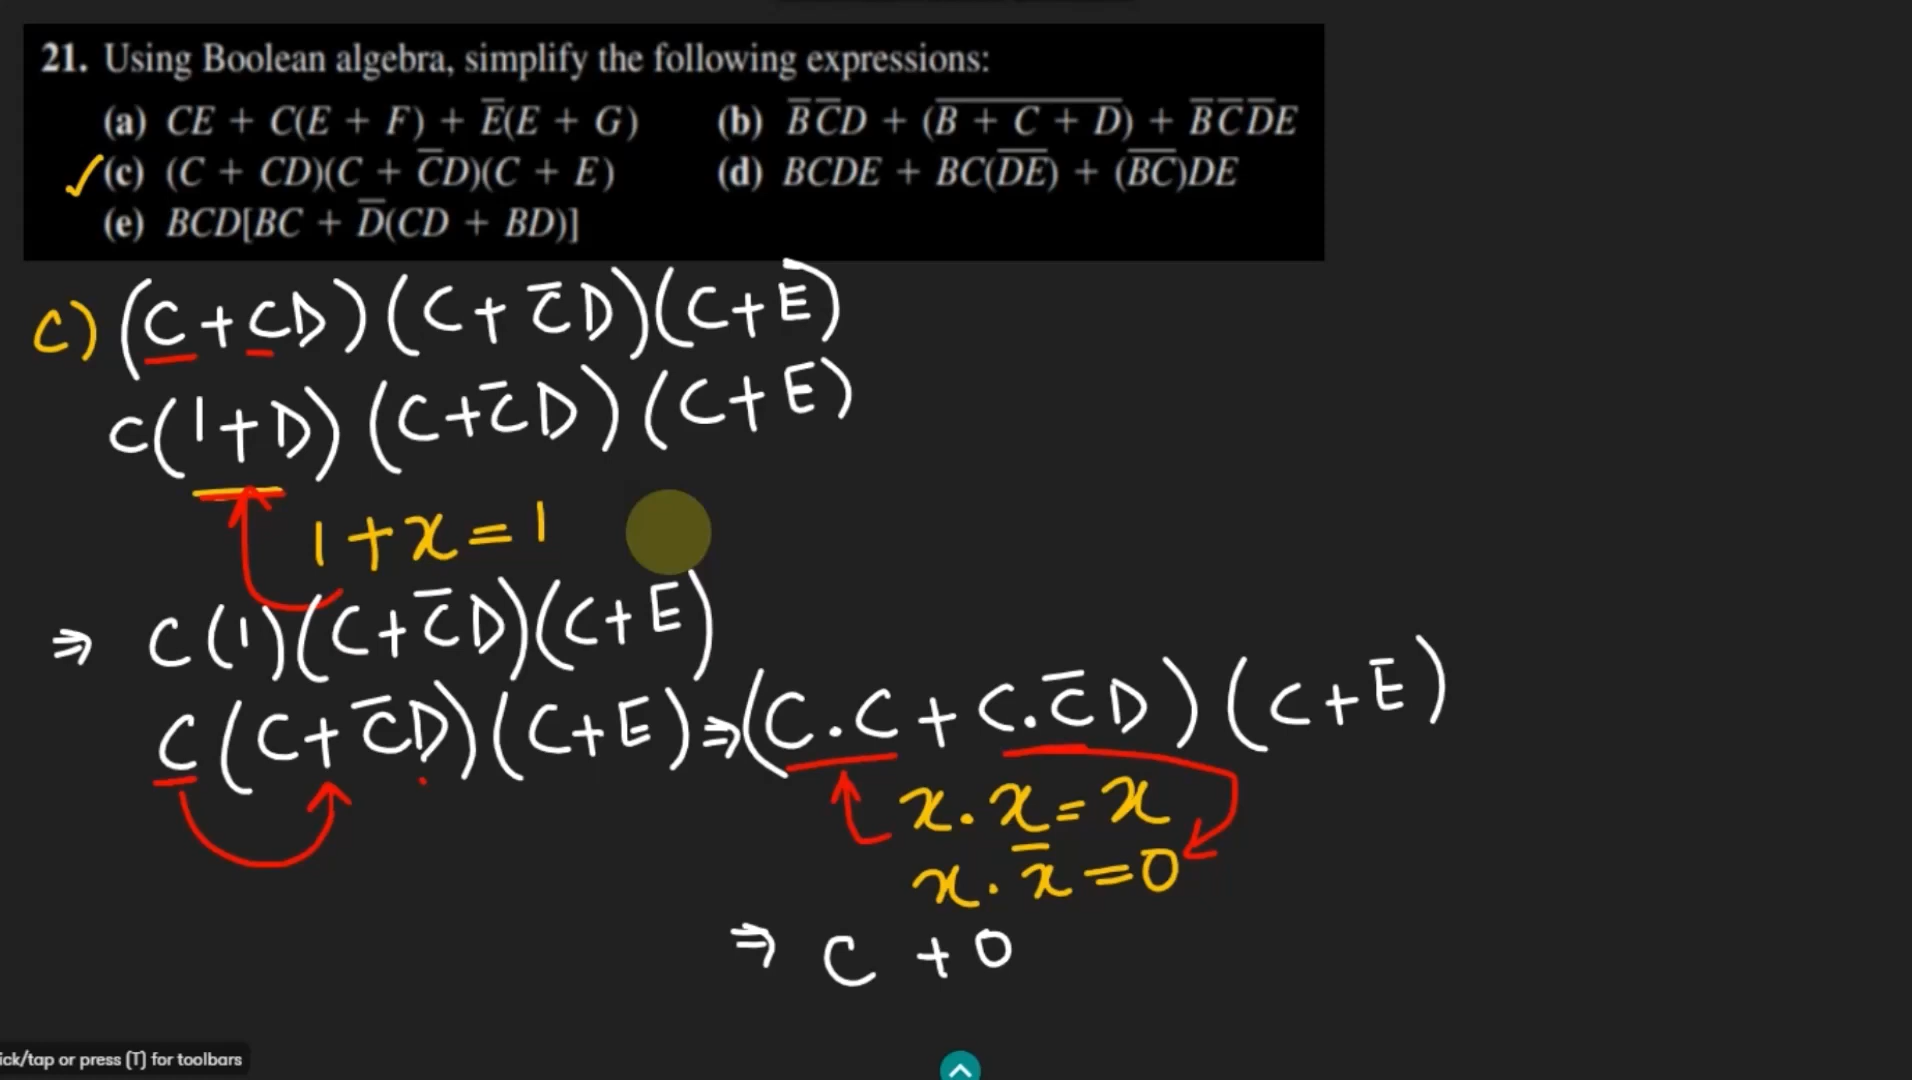 21. Using Boolean algebra, simplify the following expressions:
(a) CE + C(E + F) + E̅(E + G) (b) B̅ C̅D + (B̅ ̅+̅ ̅C̅ ̅+̅ ̅D̅) + B̅ C̅ D̅E
✓(c) (C + CD)(C + C̅D)(C + E) (d) BCDE + BC(D̅E̅) + (B̅C̅)DE
(e) BCD[BC + D̅(CD + BD)]
C) (C+CD)(C+C̅D)(C+E)
C(1+D)(C+C̅D)(C+E)
1+x=1
⇒ C(1)(C+C̅D)(C+E)
C(C+C̅D)(C+E)⇒(C.C+C.C̅D)(C+E)
x.x=x
x.x̅=0
⇒ C +0
ick/tap or press (T) for toolbars